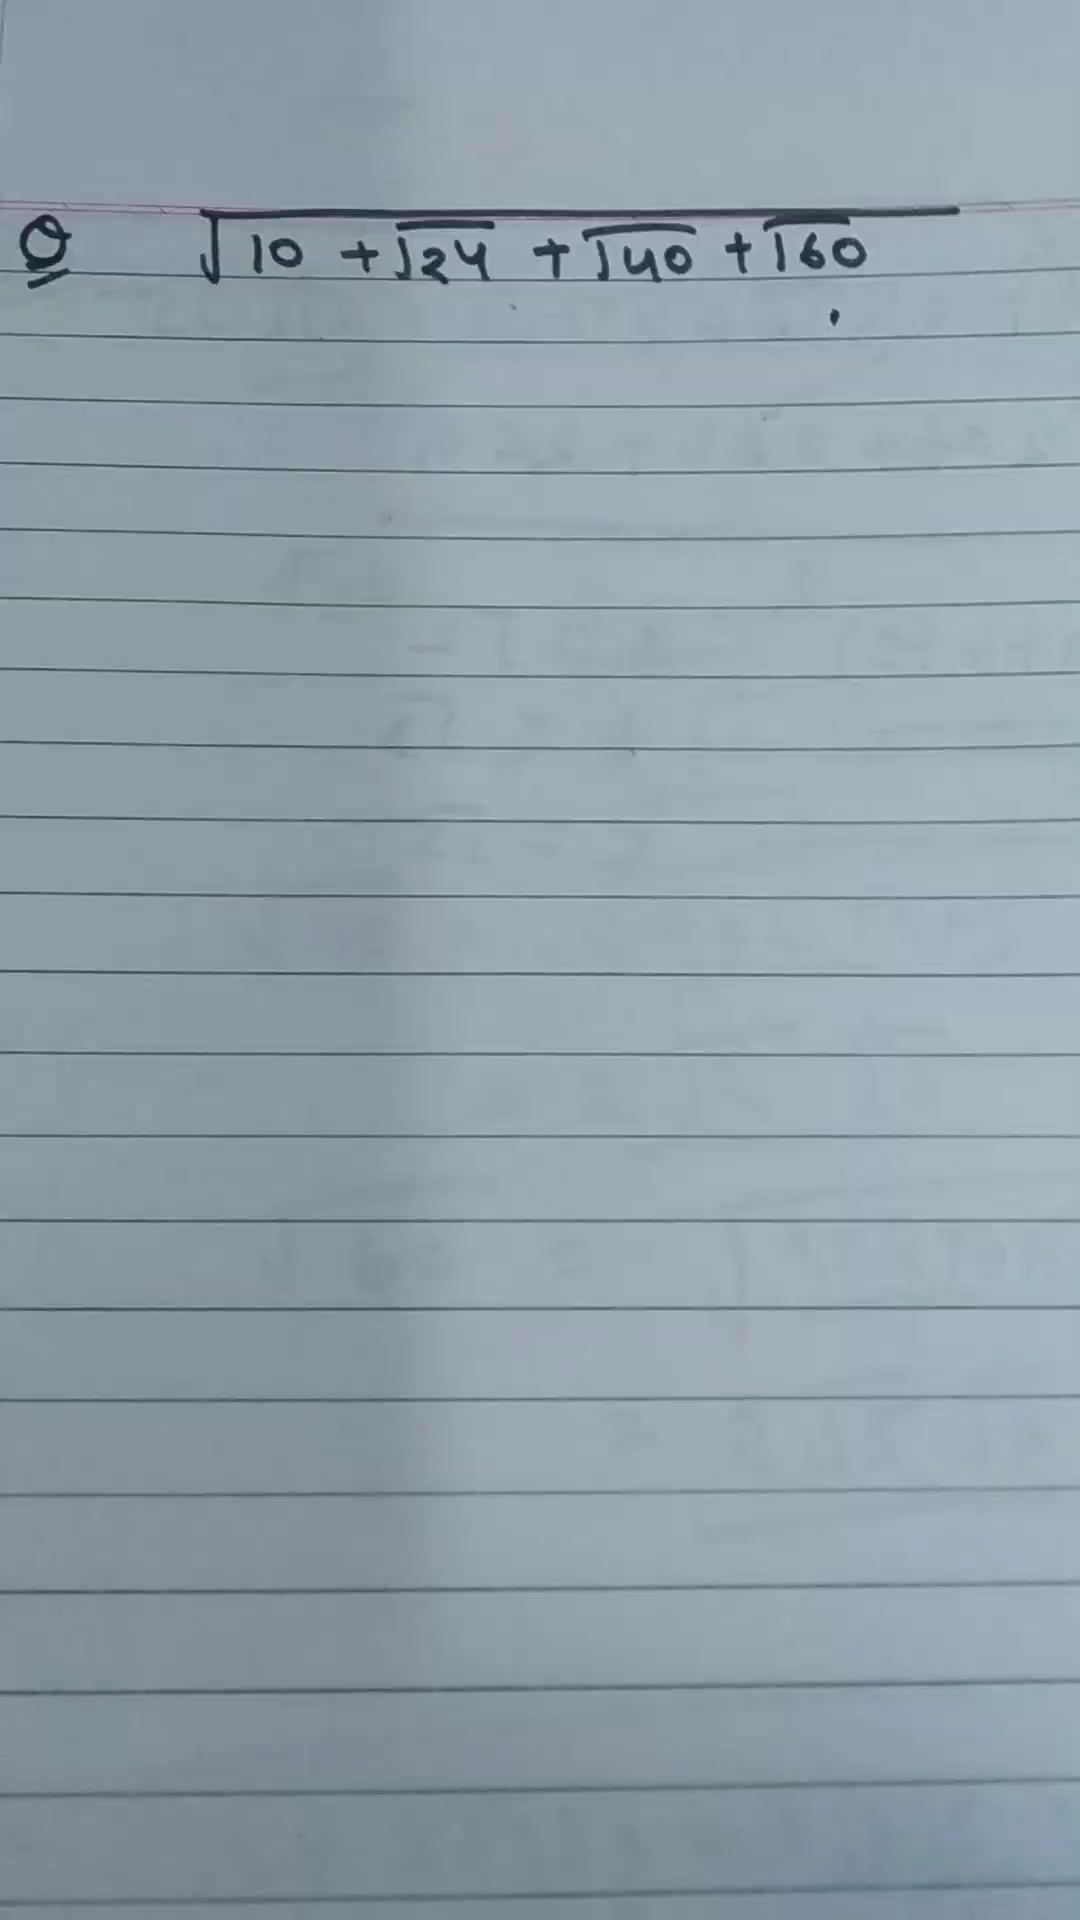 Q √(10 + √24 + √40 + √60)